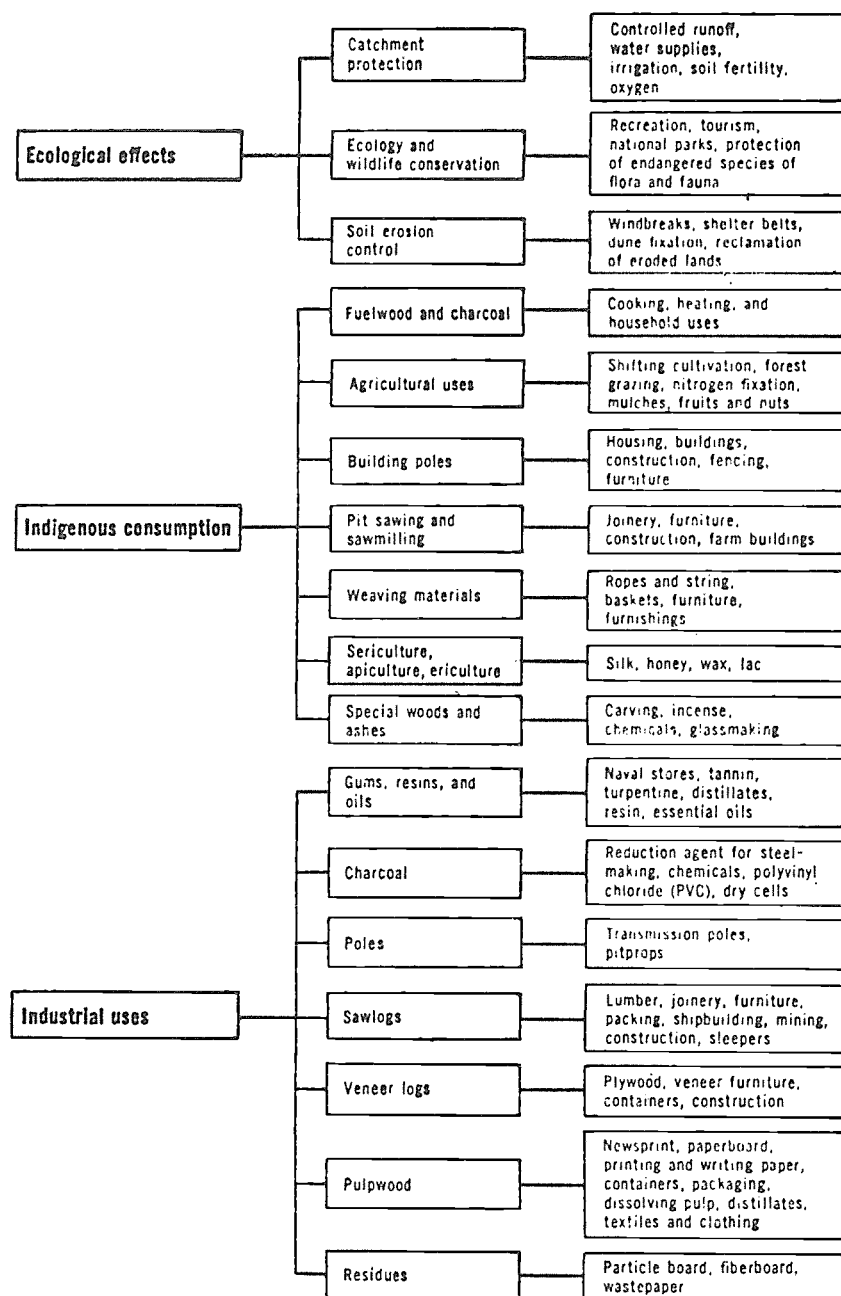 Ecological effects
Catchment
protection
Controlled runoff,
water supplies,
irrigation, soil fertility,
oxygen
Ecology and
wildlife conservation
Recreation, tourism,
national parks, protection
of endangered species of
flora and fauna
Soil erosion
control
Windbreaks, shelter belts,
dune fixation, reclamation
of eroded lands
Indigenous consumption
Fuelwood and charcoal
Cooking, heating, and
household uses
Agricultural uses
Shifting cultivation, forest
grazing, nitrogen fixation,
mulches, fruits and nuts
Building poles
Housing, buildings,
construction, fencing,
furniture
Pit sawing and
sawmilling
Joinery, furniture,
construction, farm buildings
Weaving materials
Ropes and string,
baskets, furniture,
furnishings
Sericulture,
apiculture, ericulture
Silk, honey, wax, lac
Special woods and
ashes
Carving, incense,
chemicals, glassmaking
Industrial uses
Gums, resins, and
oils
Naval stores, tannin,
turpentine, distillates,
resin, essential oils
Charcoal
Reduction agent for steel-
making, chemicals, polyvinyl
chloride (PVC), dry cells
Poles
Transmission poles,
pitprops
Sawlogs
Lumber, joinery, furniture,
packing, shipbuilding, mining,
construction, sleepers
Veneer logs
Plywood, veneer furniture,
containers, construction
Pulpwood
Newsprint, paperboard,
printing and writing paper,
containers, packaging,
dissolving pulp, distillates,
textiles and clothing
Residues
Particle board, fiberboard,
wastepaper